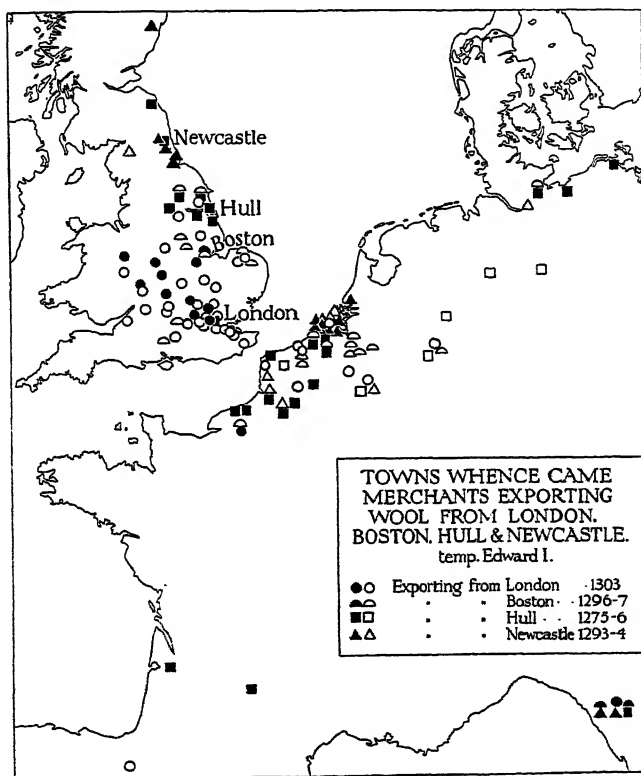 Newcastle
Hull
Boston
London
TOWNS WHENCE CAME
MERCHANTS EXPORTING
WOOL FROM LONDON.
BOSTON. HULL & NEWCASTLE.
temp. Edward I.
Exporting from London · 1303
" " Boston · · 1296-7
" " Hull · · 1275-6
" " Newcastle 1293-4